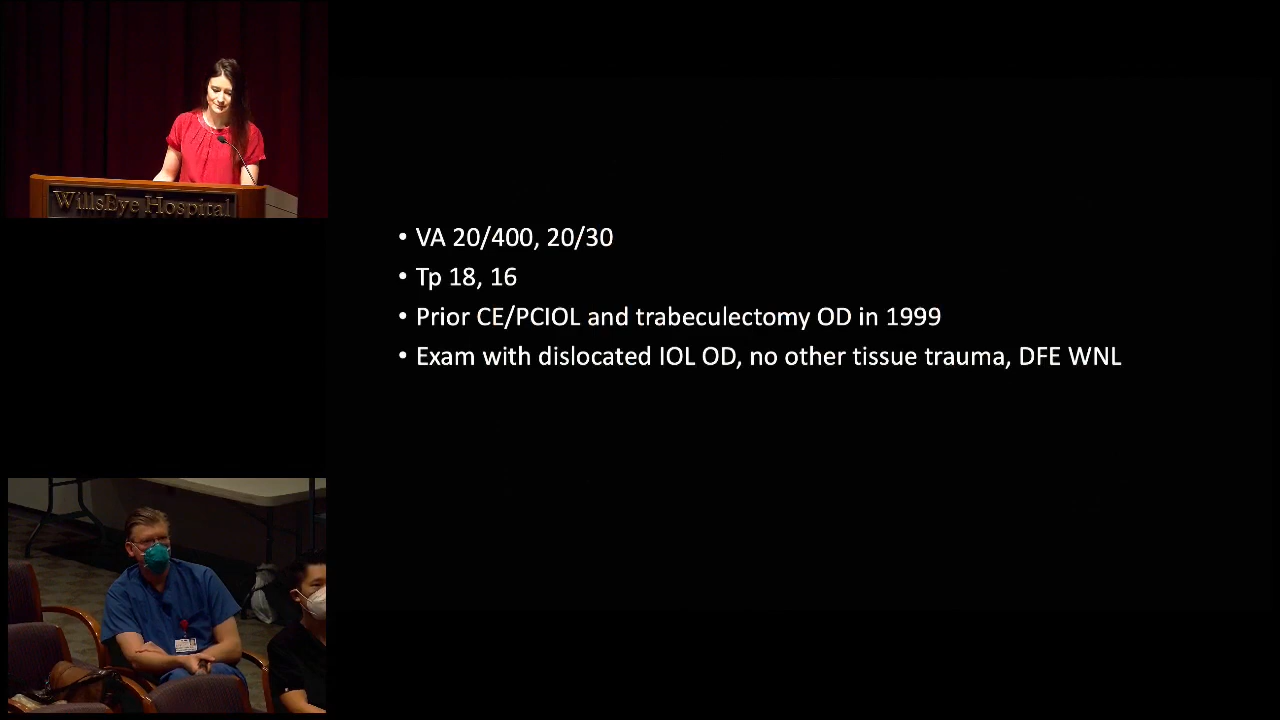 WillsEye Hospital
• VA 20/400, 20/30
• Tp 18, 16
• Prior CE/PCIOL and trabeculectomy OD in 1999
• Exam with dislocated IOL OD, no other tissue trauma, DFE WNL